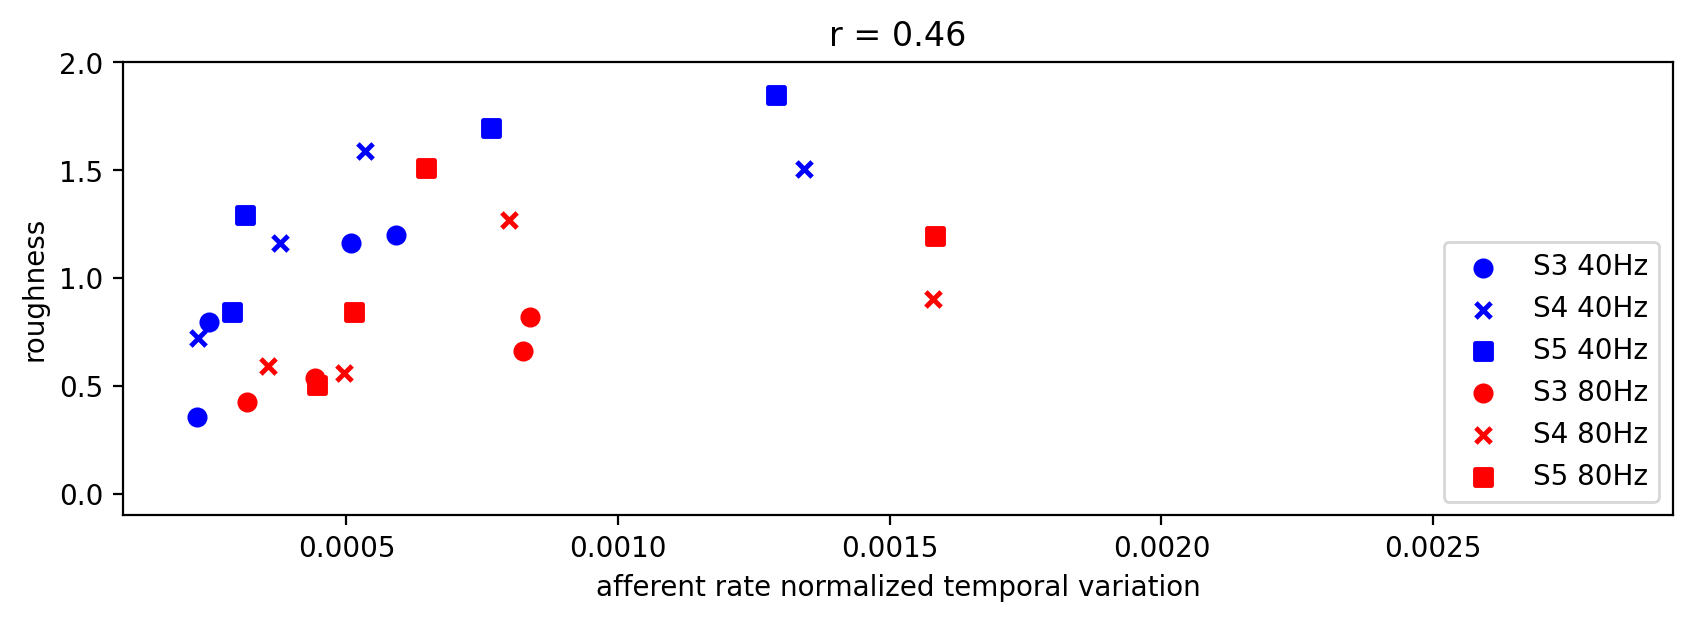 r = 0.46
2.0
1.5
1.0
0.5
0.0
roughness
0.0005 0.0010 0.0015 0.0020 0.0025
afferent rate normalized temporal variation
S3 40Hz
S4 40Hz
S5 40Hz
S3 80Hz
S4 80Hz
S5 80Hz